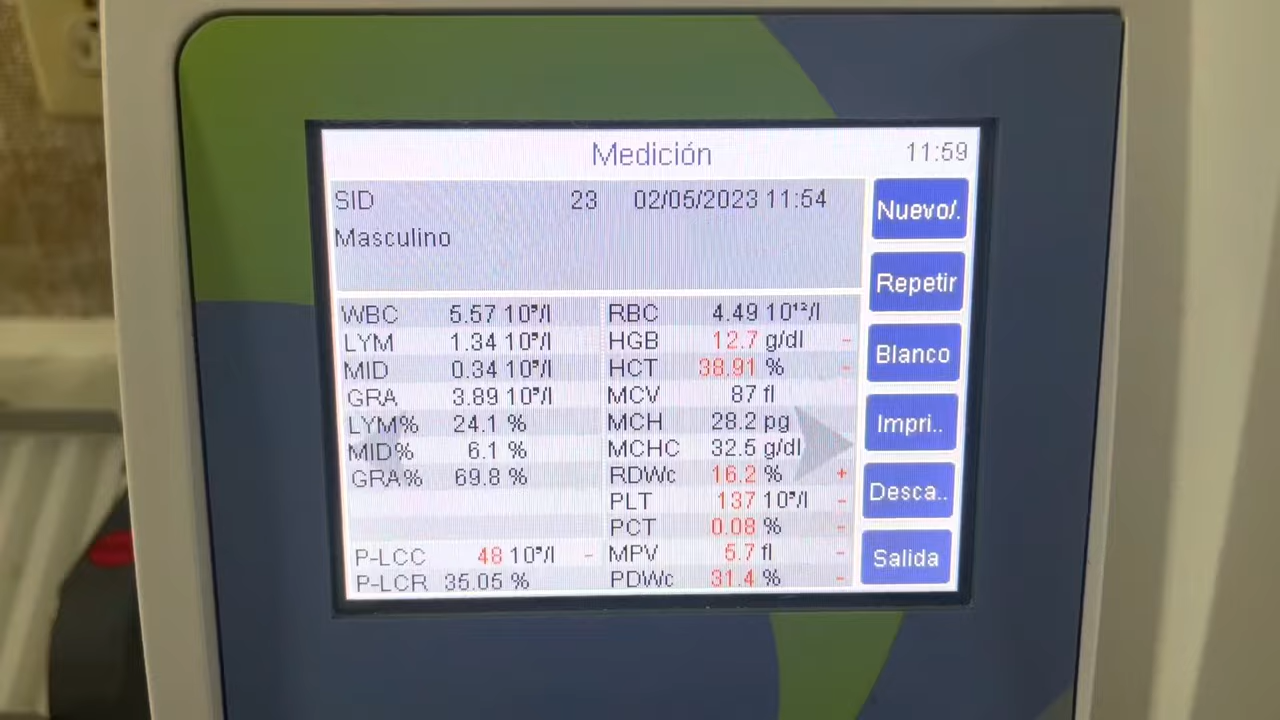 Medición 11:59
SID 23 02/05/2023 11:54
Masculino
WBC 5.57 10⁹/l
LYM 1.34 10⁹/l
MID 0.34 10⁹/l
GRA 3.89 10⁹/l
LYM% 24.1 %
MID% 6.1 %
GRA% 69.8 %
P-LCC 48 10⁹/l -
P-LCR 35.05 %
RBC 4.49 10¹²/l
HGB 12.7 g/dl -
HCT 38.91 % -
MCV 87 fl
MCH 28.2 pg
MCHC 32.5 g/dl
RDWc 16.2 % +
PLT 137 10⁹/l -
PCT 0.08 % -
MPV 5.7 fl -
PDWc 31.4 % -
Nuevo/.
Repetir
Blanco
Impri..
Desca..
Salida